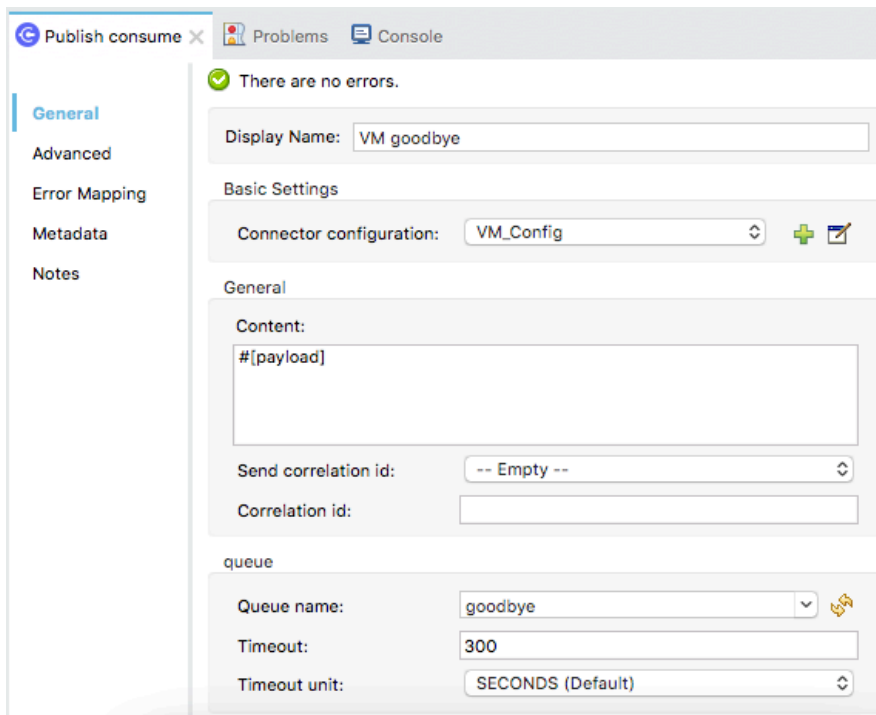 Publish consume
Problems
Console
There are no errors.
General
Advanced
Error Mapping
Metadata
Notes
Display Name: VM goodbye
Basic Settings
Connector configuration: VM_Config
General
Content:
#[payload]
Send correlation id: -- Empty --
Correlation id:
queue
Queue name: goodbye
Timeout: 300
Timeout unit: SECONDS (Default)